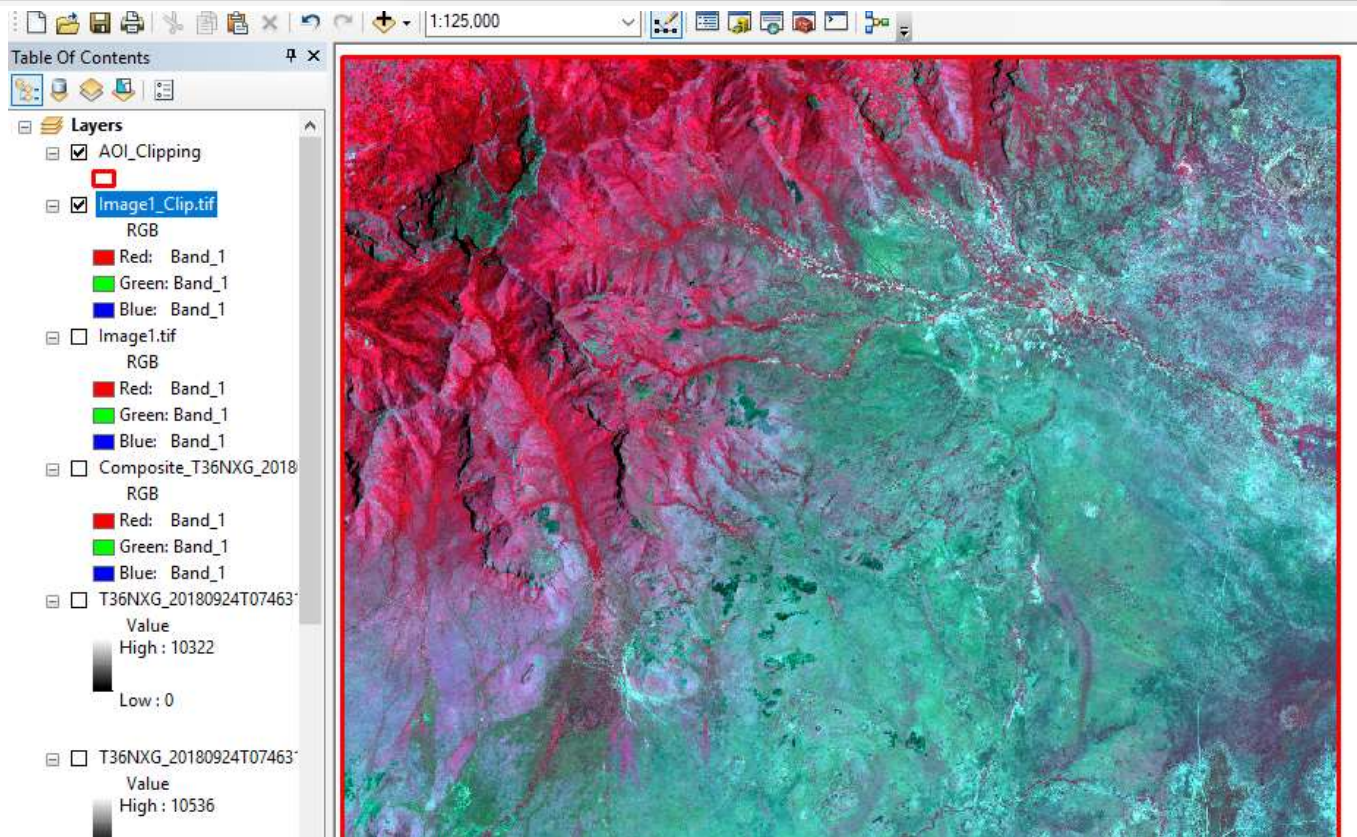 1:125,000
Table Of Contents
Layers
AOI_Clipping
Image1_Clip.tif
RGB
Red: Band_1
Green: Band_1
Blue: Band_1
Image1.tif
RGB
Red: Band_1
Green: Band_1
Blue: Band_1
Composite_T36NXG_2018
RGB
Red: Band_1
Green: Band_1
Blue: Band_1
T36NXG_20180924T07463
Value
High : 10322
Low : 0
T36NXG_20180924T07463
Value
High : 10536